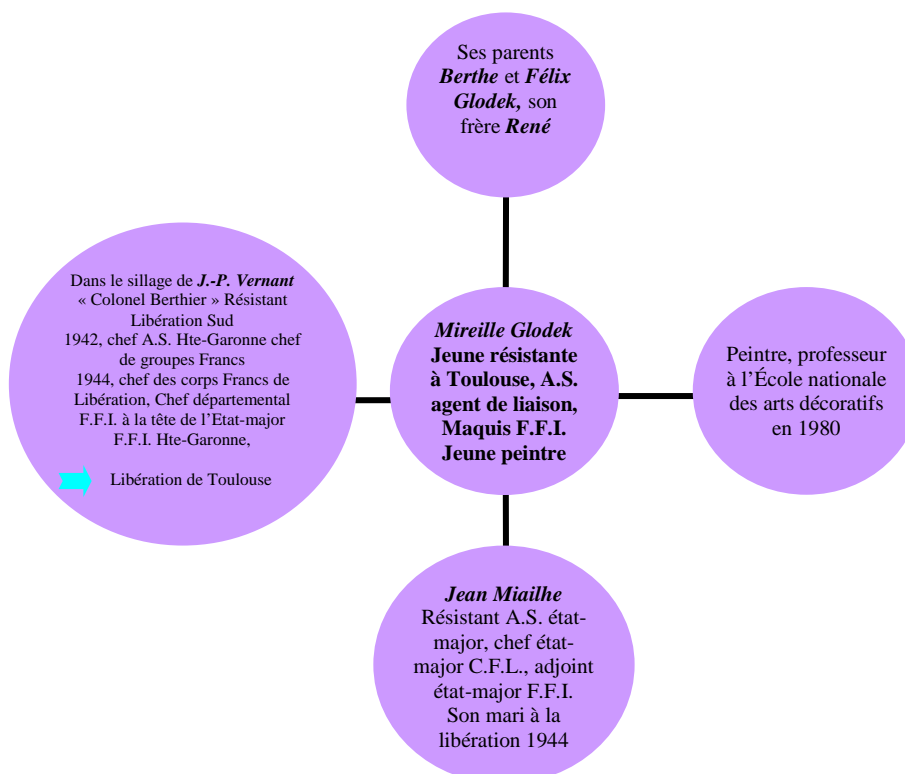 Ses parents
Berthe et Félix
Glodek, son
frère René
Dans le sillage de J.-P. Vernant
« Colonel Berthier » Résistant
Libération Sud
1942, chef A.S. Hte-Garonne chef
de groupes Francs
1944, chef des corps Francs de
Libération, Chef départemental
F.F.I. à la tête de l’Etat-major
F.F.I. Hte-Garonne,
Libération de Toulouse
Mireille Glodek
Jeune résistante
à Toulouse, A.S.
agent de liaison,
Maquis F.F.I.
Jeune peintre
Peintre, professeur
à l’École nationale
des arts décoratifs
en 1980
Jean Miailhe
Résistant A.S. état-
major, chef état-
major C.F.L., adjoint
état-major F.F.I.
Son mari à la
libération 1944